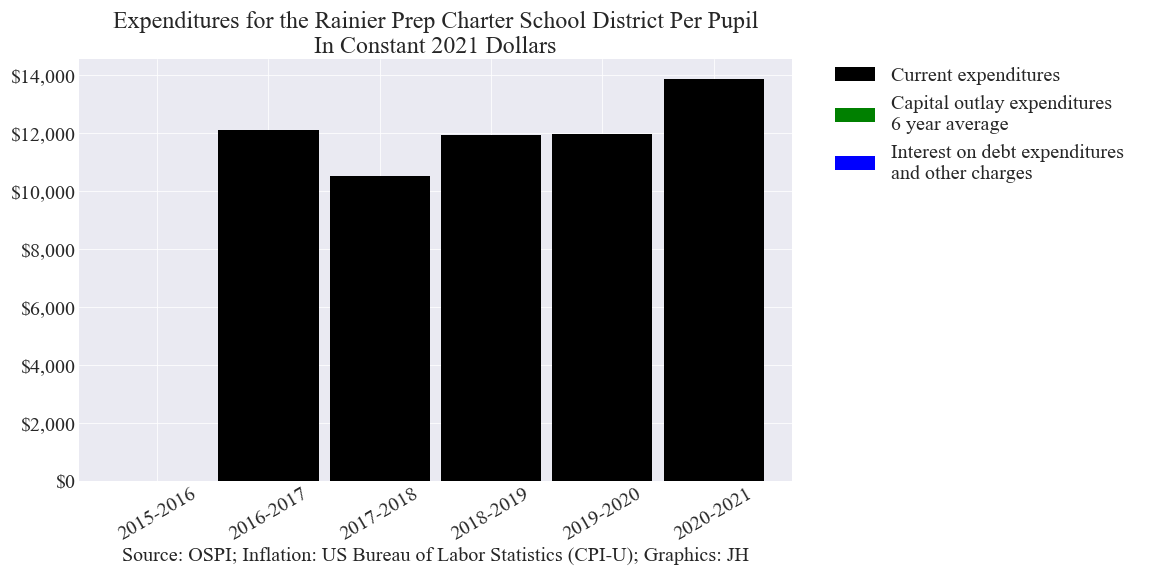 Expenditures for the Rainier Prep Charter School District Per Pupil
In Constant 2021 Dollars
$14,000
$12,000
$10,000
$8,000
$6,000
$4,000
$2,000
$0
2015-2016
2016-2017
2017-2018
2018-2019
2019-2020
2020-2021
Source: OSPI; Inflation: US Bureau of Labor Statistics (CPI-U); Graphics: JH
Current expenditures
Capital outlay expenditures
6 year average
Interest on debt expenditures
and other charges